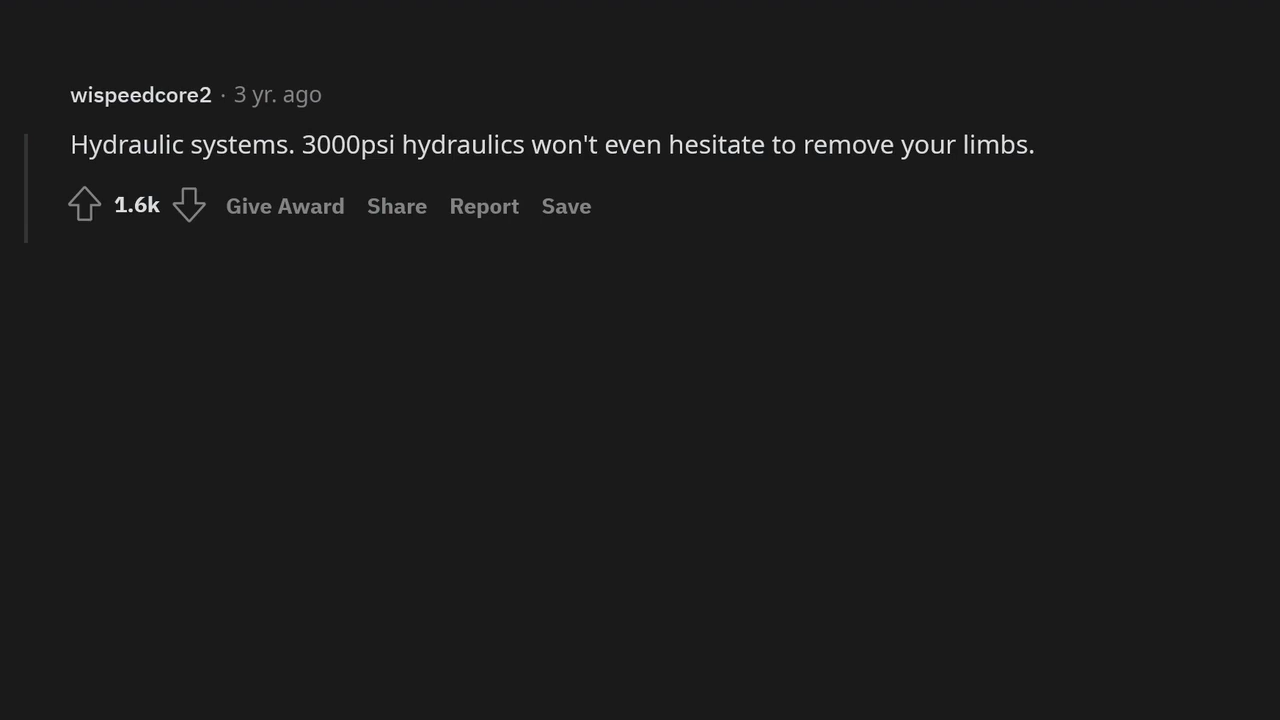 wispeedcore2 · 3 yr. ago
Hydraulic systems. 3000psi hydraulics won't even hesitate to remove your limbs.
1.6k Give Award Share Report Save